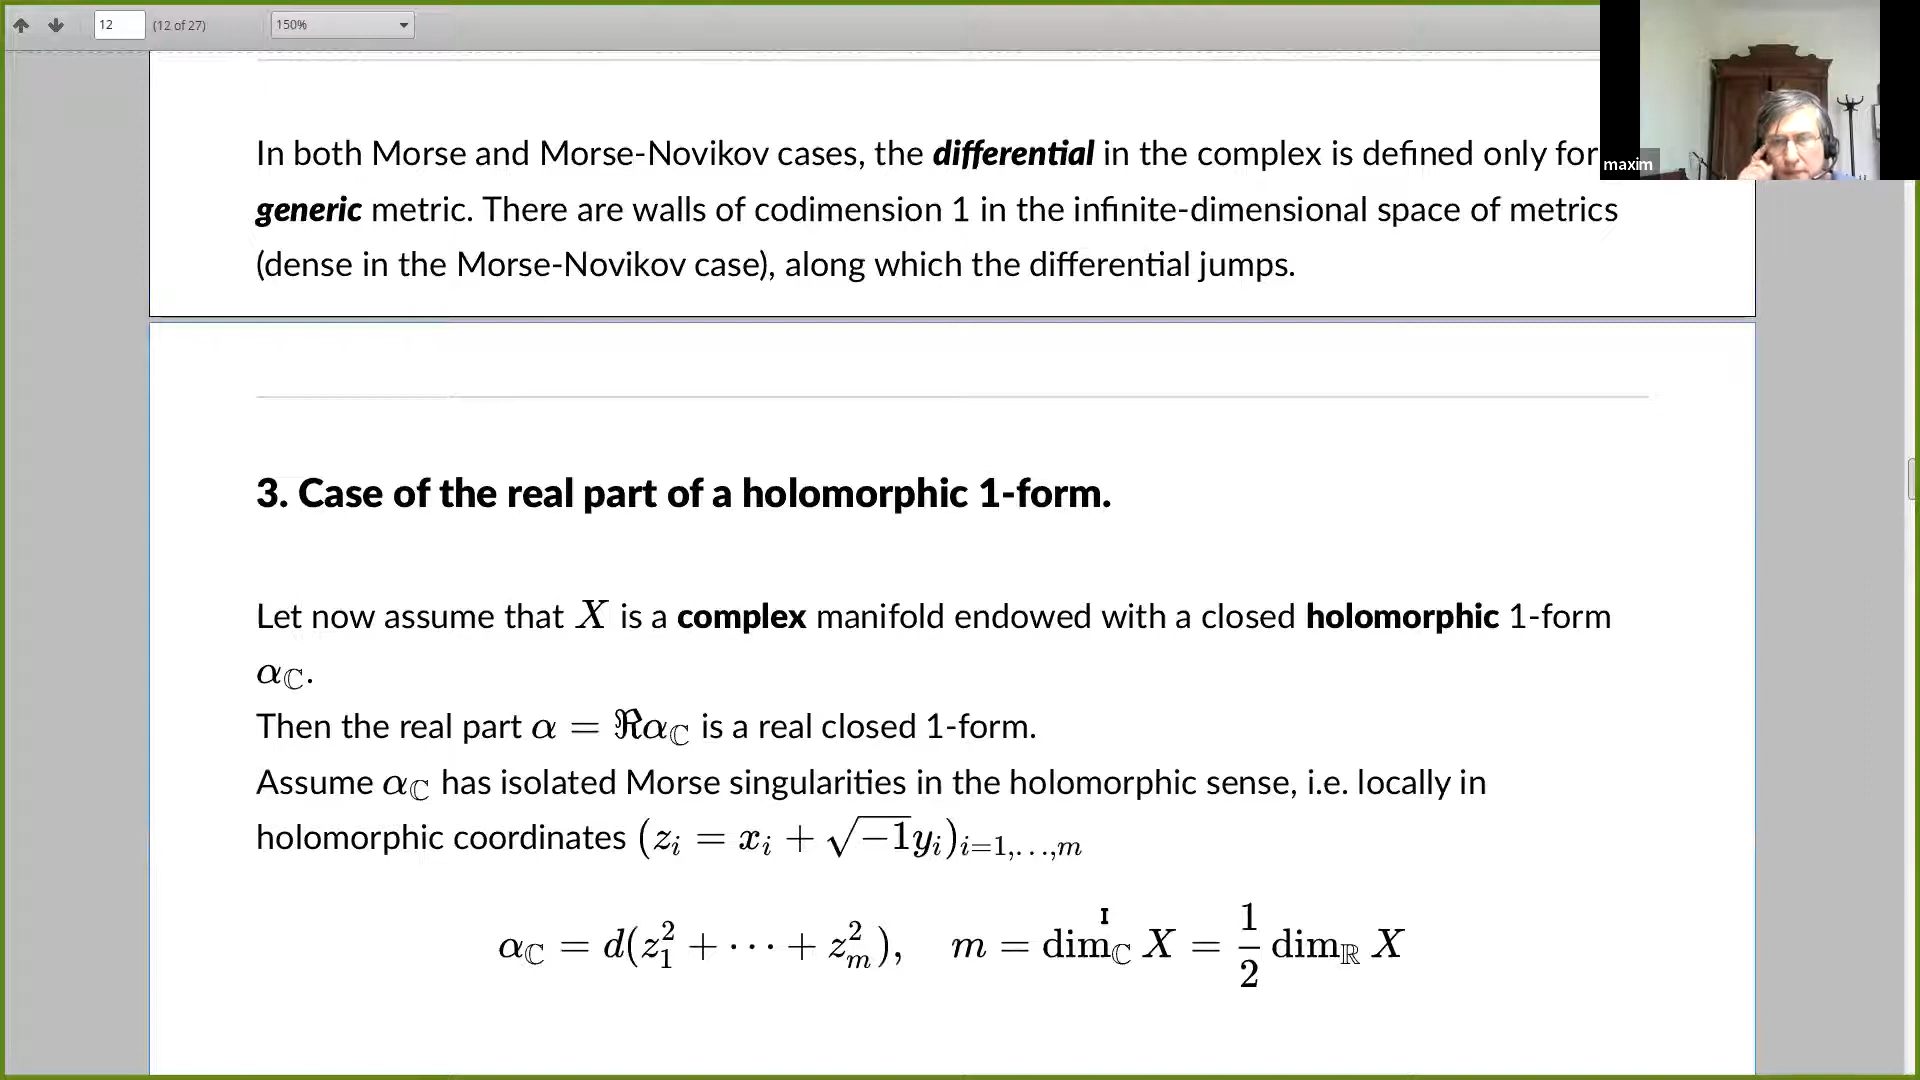 12 (12 of 27) 150%
maxim
In both Morse and Morse-Novikov cases, the differential in the complex is defined only for
generic metric. There are walls of codimension 1 in the infinite-dimensional space of metrics
(dense in the Morse-Novikov case), along which the differential jumps.
3. Case of the real part of a holomorphic 1-form.
Let now assume that X is a complex manifold endowed with a closed holomorphic 1-form
α_ℂ.
Then the real part α = ℜα_ℂ is a real closed 1-form.
Assume α_ℂ has isolated Morse singularities in the holomorphic sense, i.e. locally in
holomorphic coordinates (z_i = x_i + √−1y_i)_{i=1,…,m}
α_ℂ = d(z_1^2 + ⋯ + z_m^2), m = dim_ℂ X = 1/2 dim_ℝ X